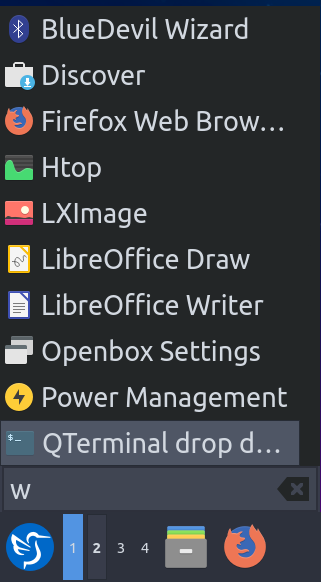 BlueDevil Wizard
Discover
Firefox Web Brow...
Htop
LXImage
LibreOffice Draw
LibreOffice Writer
Openbox Settings
Power Management
$_
QTerminal drop d...
w
1 2 3 4